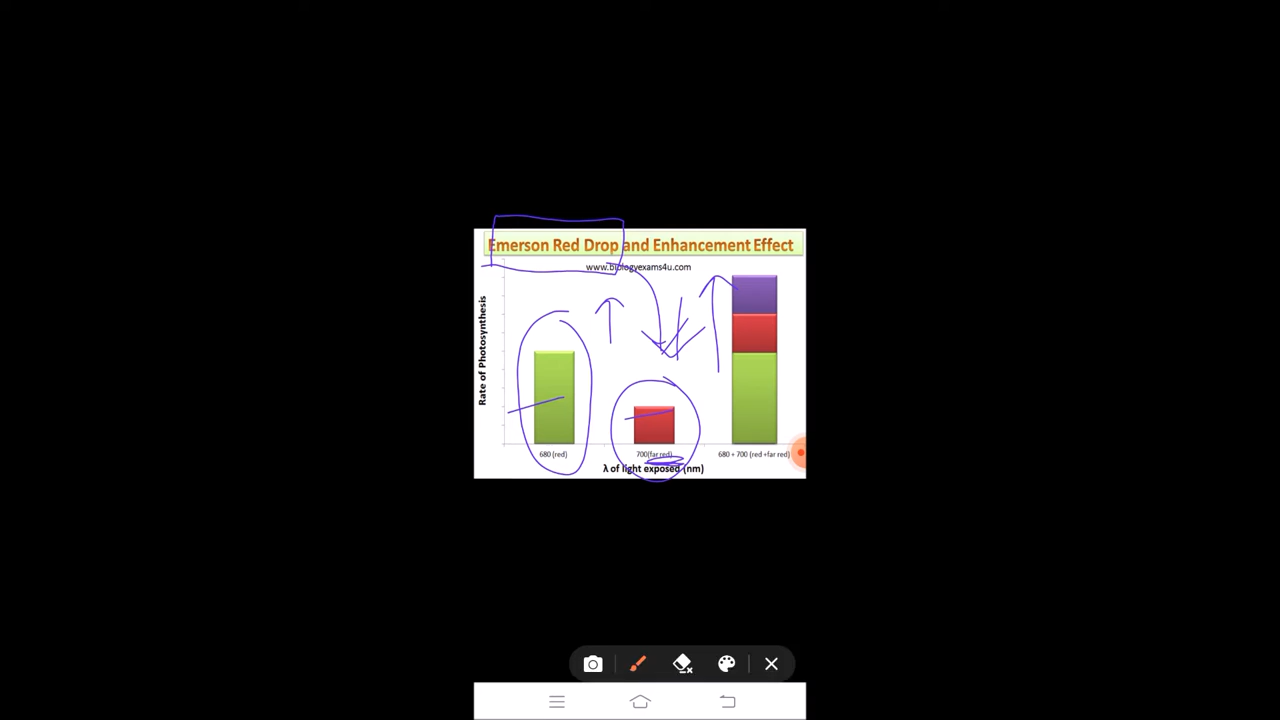 Emerson Red Drop and Enhancement Effect
www.biologyexams4u.com
Rate of Photosynthesis
680 (red)
700(far red)
680 + 700 (red +far red)
λ of light exposed (nm)